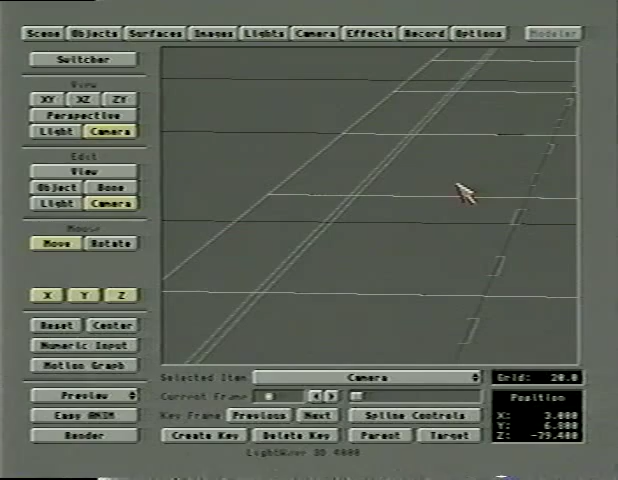 Scene Objects Surfaces Images Lights Camera Effects Record Options Modeler
Switcher
View
XY XZ ZY
Perspective
Light Camera
Edit
View
Object Bone
Light Camera
Mouse
Move Rotate
X Y Z
Reset Center
Numeric Input
Motion Graph
Preview
Easy ANIM
Render
Selected Item Camera Grid: 20.0
Current Frame
Key Frame Previous Next Spline Controls
Create Key Delete Key Parent Target
Position
X: 3.000
Y: 6.800
Z: -39.400
LightWave 3D 4000